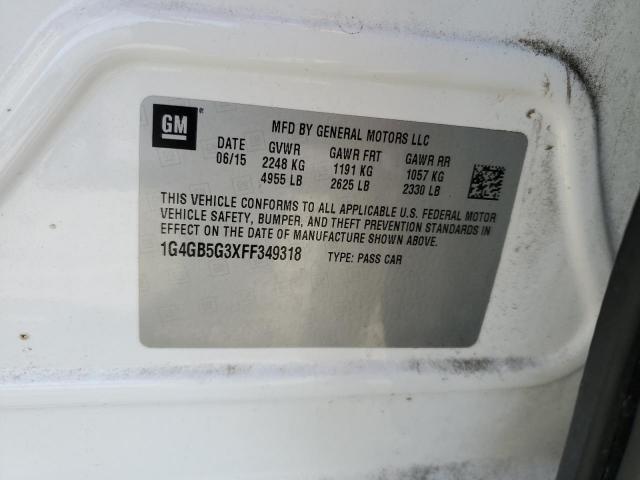 GM
MFD BY GENERAL MOTORS LLC
DATE GVWR GAWR FRT GAWR RR
06/15 2248 KG 1191 KG 1057 KG
4955 LB 2625 LB 2330 LB
THIS VEHICLE CONFORMS TO ALL APPLICABLE U.S. FEDERAL MOTOR
VEHICLE SAFETY, BUMPER, AND THEFT PREVENTION STANDARDS IN
EFFECT ON THE DATE OF MANUFACTURE SHOWN ABOVE.
1G4GB5G3XFF349318 TYPE: PASS CAR